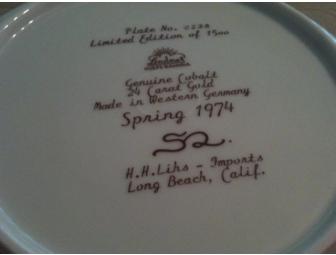 Plate No. 0238
Limited Edition of 1500
Genuine Cobalt
24 Carat Gold
Made in Western Germany
Spring 1974
H.H.Lihs - Imports
Long Beach, Calif.